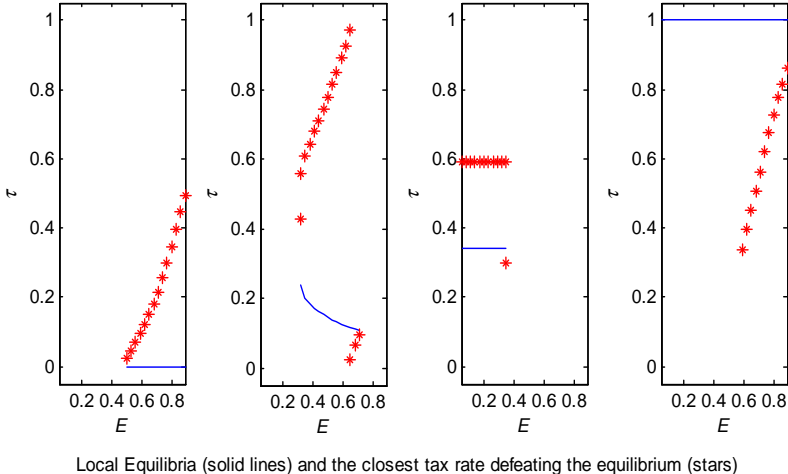 1
0.8
0.6
0.4
0.2
0
τ
0.2 0.4 0.6 0.8
E
1
0.8
0.6
0.4
0.2
0
τ
0.2 0.4 0.6 0.8
E
1
0.8
0.6
0.4
0.2
0
τ
0.2 0.4 0.6 0.8
E
1
0.8
0.6
0.4
0.2
0
τ
0.2 0.4 0.6 0.8
E
Local Equilibria (solid lines) and the closest tax rate defeating the equilibrium (stars)